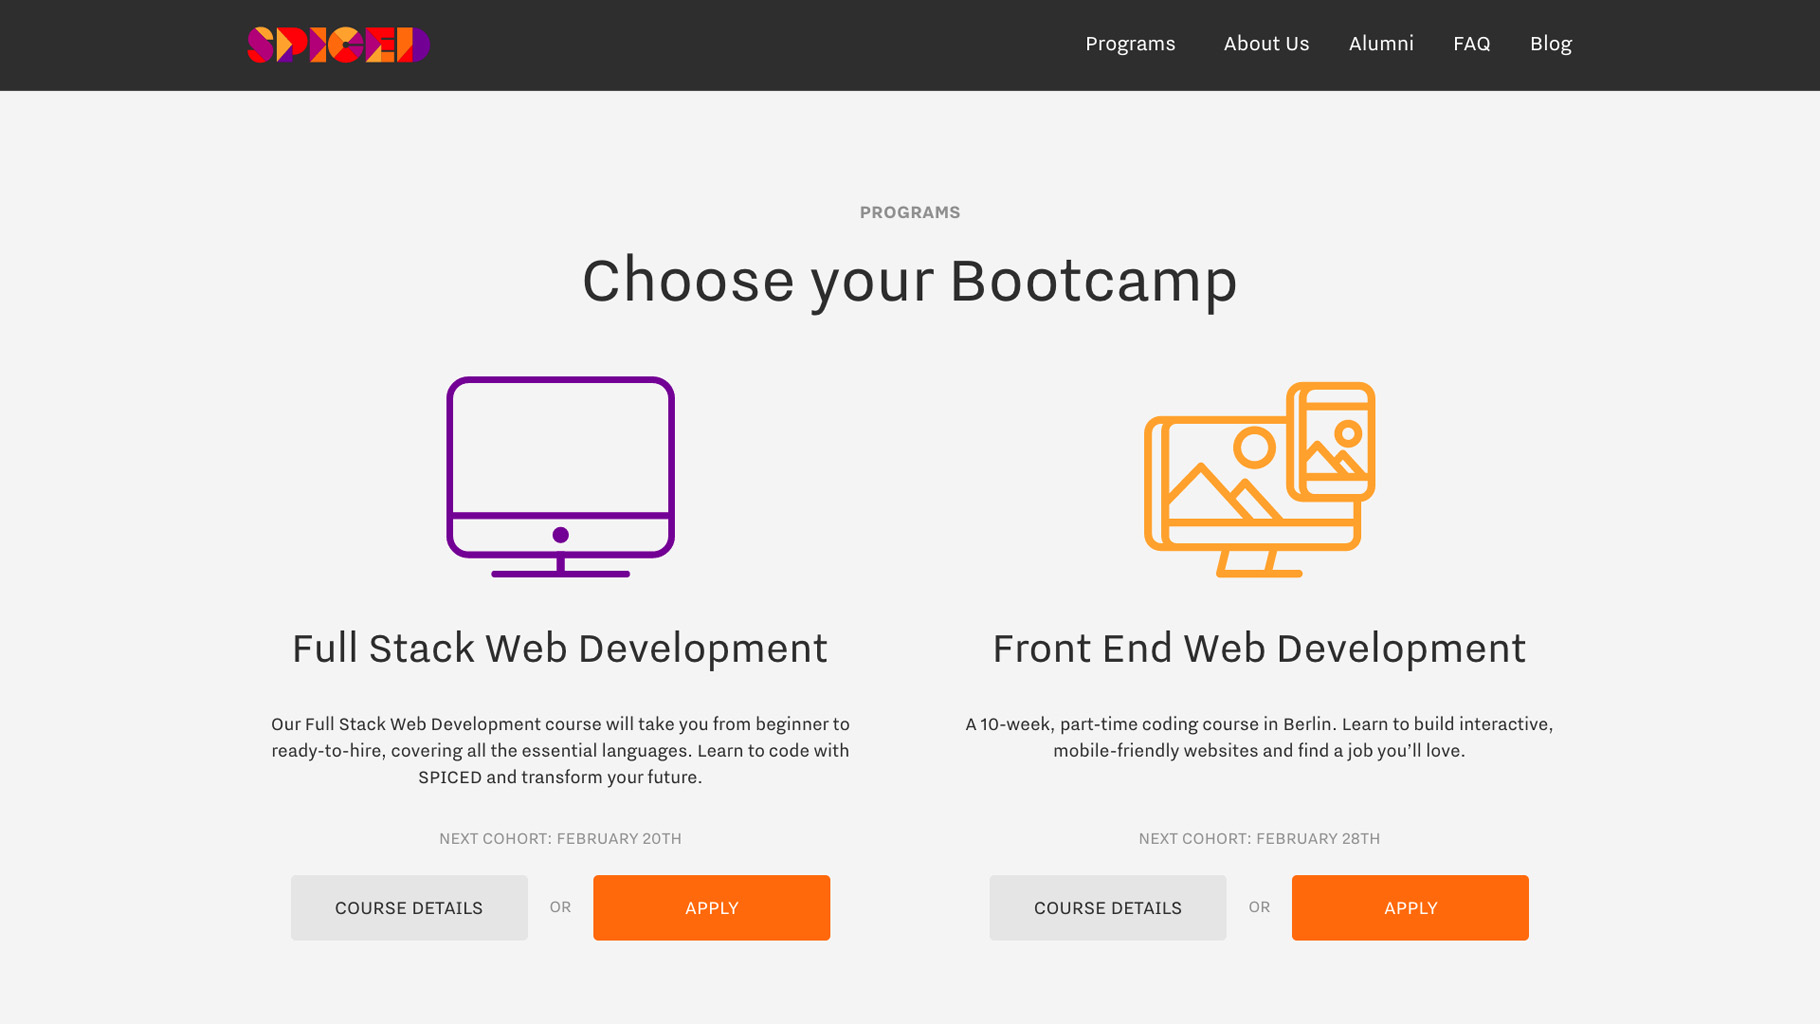 SPICED
Programs
About Us
Alumni
FAQ
Blog
PROGRAMS
Choose your Bootcamp
Full Stack Web Development
Our Full Stack Web Development course will take you from beginner to
ready-to-hire, covering all the essential languages. Learn to code with
SPICED and transform your future.
NEXT COHORT: FEBRUARY 20TH
COURSE DETAILS
OR
APPLY
Front End Web Development
A 10-week, part-time coding course in Berlin. Learn to build interactive,
mobile-friendly websites and find a job you’ll love.
NEXT COHORT: FEBRUARY 28TH
COURSE DETAILS
OR
APPLY